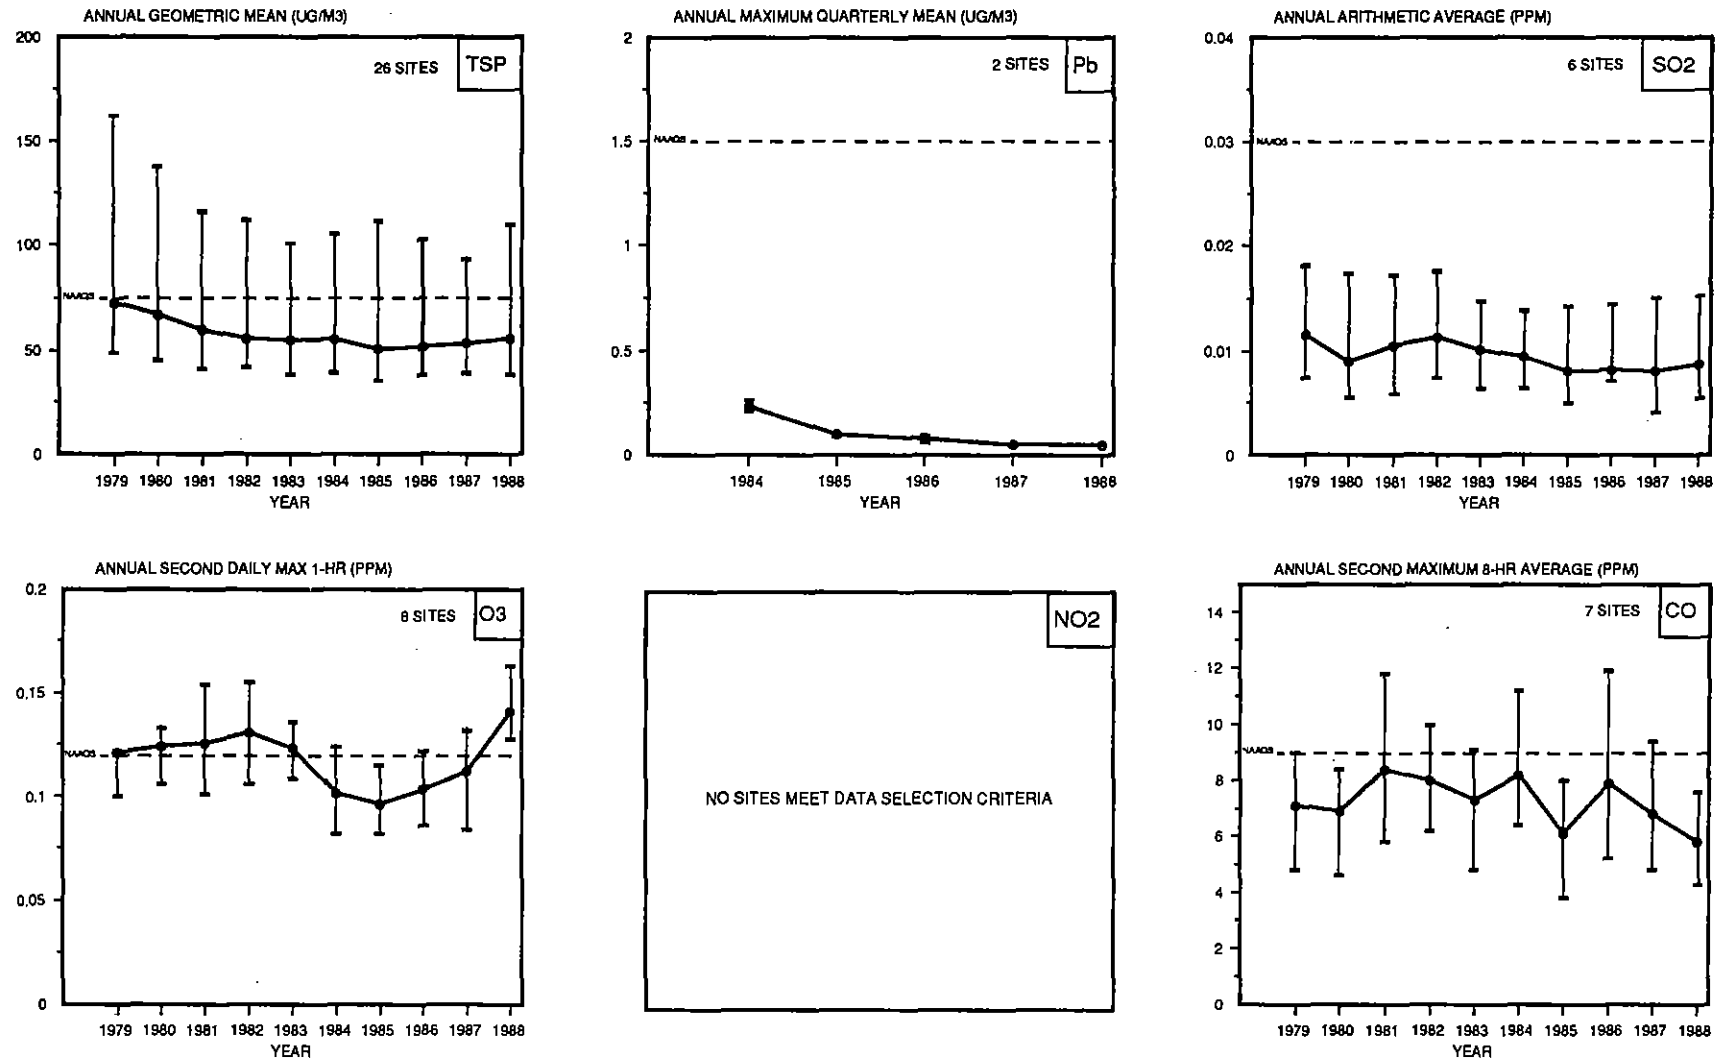 ANNUAL GEOMETRIC MEAN (UG/M3)
200
150
100
50
0
26 SITES
TSP
NAAQS
1979 1980 1981 1982 1983 1984 1985 1986 1987 1988
YEAR
ANNUAL MAXIMUM QUARTERLY MEAN (UG/M3)
2
1.5
1
0.5
0
2 SITES
Pb
NAAQS
1984 1985 1986 1987 1988
YEAR
ANNUAL ARITHMETIC AVERAGE (PPM)
0.04
0.03
0.02
0.01
0
6 SITES
SO2
NAAQS
1979 1980 1981 1982 1983 1984 1985 1986 1987 1988
YEAR
ANNUAL SECOND DAILY MAX 1-HR (PPM)
0.2
0.15
0.1
0.05
0
8 SITES
O3
NAAQS
1979 1980 1981 1982 1983 1984 1985 1986 1987 1988
YEAR
NO2
NO SITES MEET DATA SELECTION CRITERIA
ANNUAL SECOND MAXIMUM 8-HR AVERAGE (PPM)
14
12
10
8
6
4
2
0
7 SITES
CO
NAAQS
1979 1980 1981 1982 1983 1984 1985 1986 1987 1988
YEAR